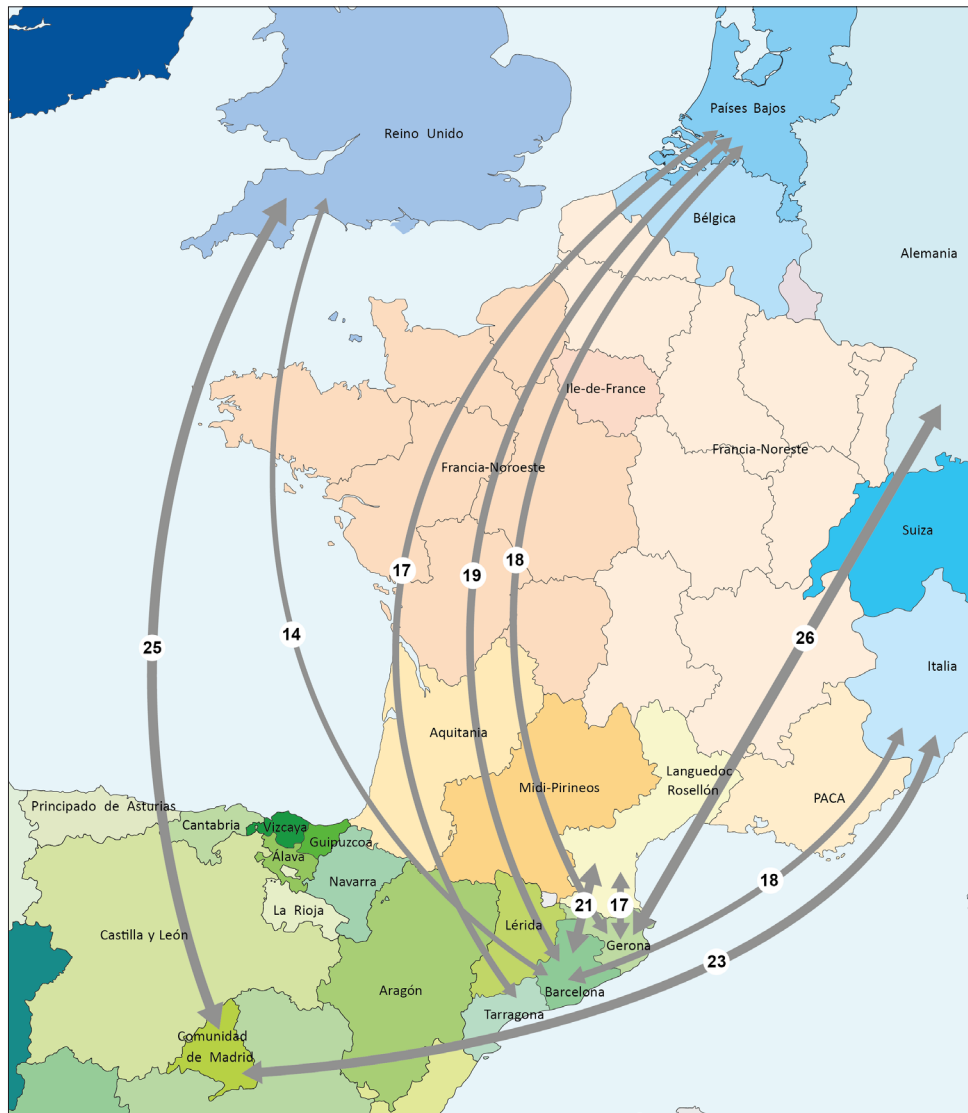 Países Bajos
Reino Unido
Bélgica
Alemania
Ile-de-France
Francia-Noroeste
Francia-Noreste
Suiza
17
19
18
14
25
26
Italia
Aquitania
Languedoc
Rosellón
Midi-Pirineos
PACA
Principado de Asturias
Cantabria
Vizcaya
Guipuzcoa
Álava
Navarra
18
La Rioja
21
17
Lérida
Castilla y León
Gerona
23
Aragón
Barcelona
Tarragona
Comunidad
de Madrid